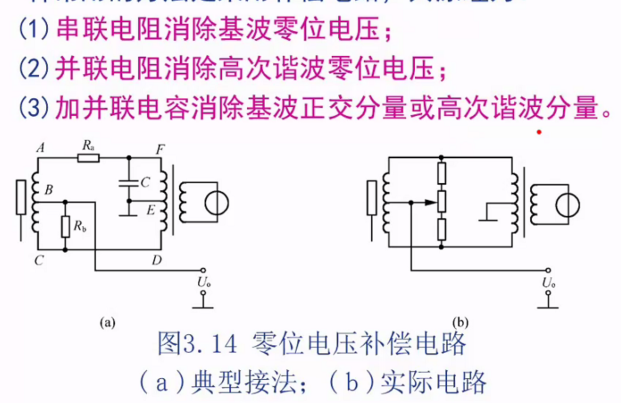 (1) 串联电阻消除基波零位电压；
(2) 并联电阻消除高次谐波零位电压；
(3) 加并联电容消除基波正交分量或高次谐波分量。
A Rₐ F
B C
E
R_b
C D
Uₒ Uₒ
(a) (b)
图3.14 零位电压补偿电路
(a)典型接法；(b)实际电路